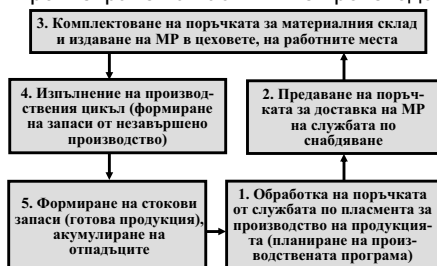 3. Комплектоване на поръчката за материалния склад
и издаване на МР в цеховете, на работните места
4. Изпълнение на производ-
ствения цикъл (формиране
на запаси от незавършено
производство)
2. Предаване на поръч-
ката за доставка на МР
на службата по
снабдяване
5. Формиране на стокови
запаси (готова продукция),
акумулиране на
отпадъците
1. Обработка на поръчката
от службата по пласмента за
производство на продукция-
та (планиране на произ-
водствената програма)